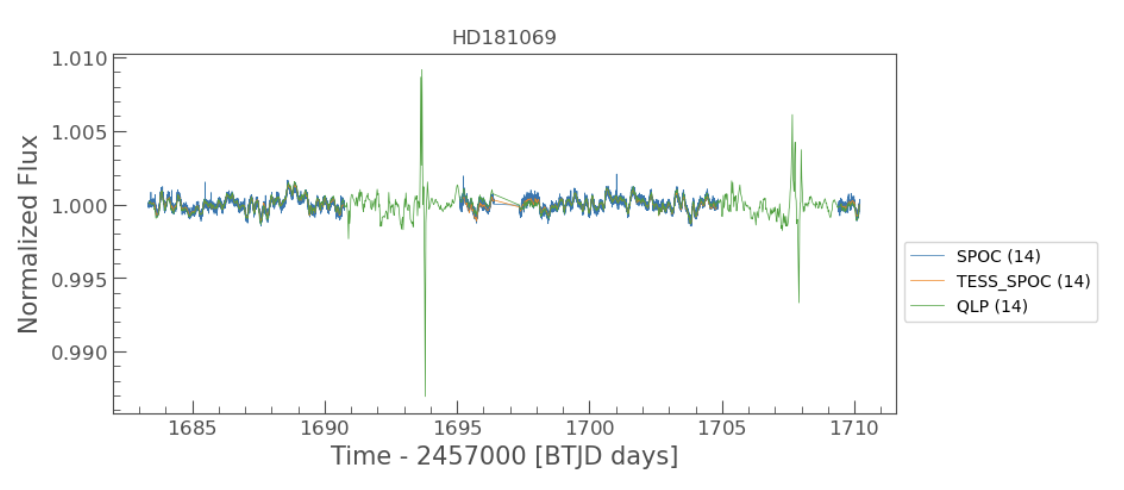 HD181069
1.010
1.005
1.000
0.995
0.990
Normalized Flux
1685
1690
1695
1700
1705
1710
Time - 2457000 [BTJD days]
SPOC (14)
TESS_SPOC (14)
QLP (14)